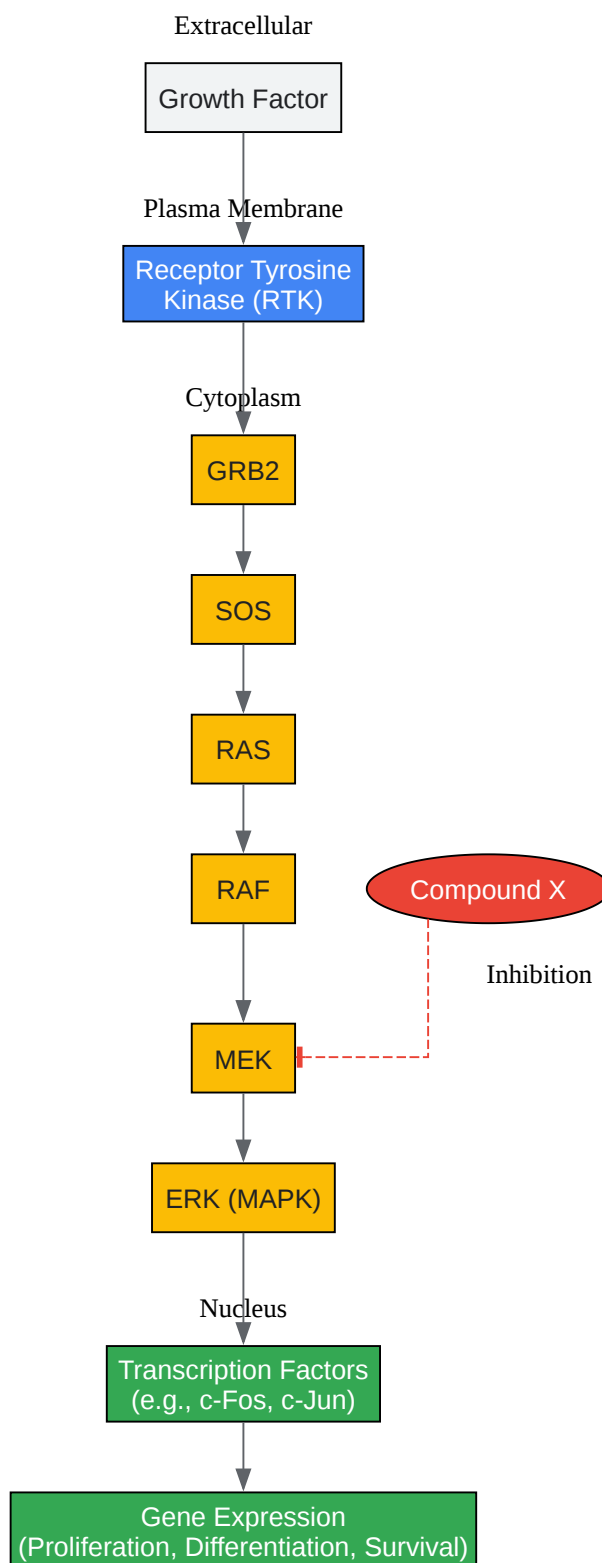 Extracellular
Growth Factor
Plasma Membrane
Receptor Tyrosine
Kinase (RTK)
Cytoplasm
GRB2
SOS
RAS
RAF
Compound X
Inhibition
MEK
ERK (MAPK)
Nucleus
Transcription Factors
(e.g., c-Fos, c-Jun)
Gene Expression
(Proliferation, Differentiation, Survival)